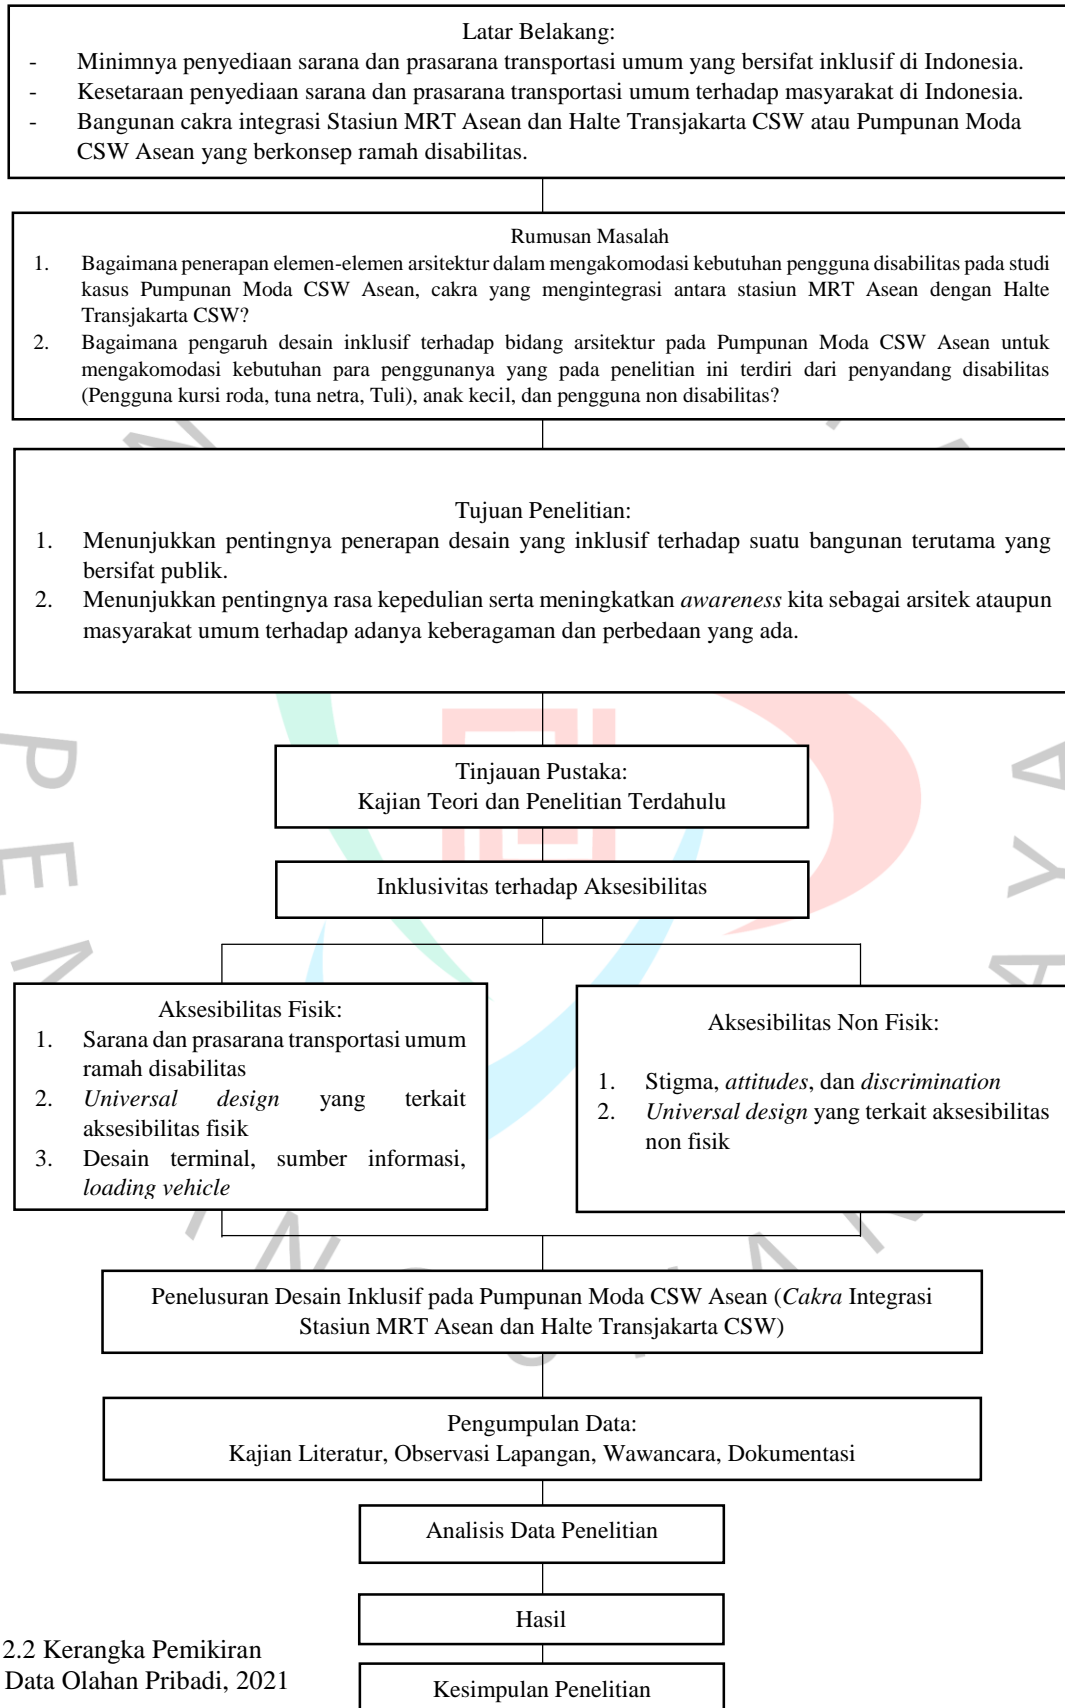 Latar Belakang:
- Minimnya penyediaan sarana dan prasarana transportasi umum yang bersifat inklusif di Indonesia.
- Kesetaraan penyediaan sarana dan prasarana transportasi umum terhadap masyarakat di Indonesia.
- Bangunan cakra integrasi Stasiun MRT Asean dan Halte Transjakarta CSW atau Pumpunan Moda
CSW Asean yang berkonsep ramah disabilitas.
Rumusan Masalah
1. Bagaimana penerapan elemen-elemen arsitektur dalam mengakomodasi kebutuhan pengguna disabilitas pada studi
kasus Pumpunan Moda CSW Asean, cakra yang mengintegrasi antara stasiun MRT Asean dengan Halte
Transjakarta CSW?
2. Bagaimana pengaruh desain inklusif terhadap bidang arsitektur pada Pumpunan Moda CSW Asean untuk
mengakomodasi kebutuhan para penggunanya yang pada penelitian ini terdiri dari penyandang disabilitas
(Pengguna kursi roda, tuna netra, Tuli), anak kecil, dan pengguna non disabilitas?
Tujuan Penelitian:
1. Menunjukkan pentingnya penerapan desain yang inklusif terhadap suatu bangunan terutama yang
bersifat publik.
2. Menunjukkan pentingnya rasa kepedulian serta meningkatkan awareness kita sebagai arsitek ataupun
masyarakat umum terhadap adanya keberagaman dan perbedaan yang ada.
Tinjauan Pustaka:
Kajian Teori dan Penelitian Terdahulu
Inklusivitas terhadap Aksesibilitas
Aksesibilitas Fisik:
1. Sarana dan prasarana transportasi umum
ramah disabilitas
2. Universal design yang terkait
aksesibilitas fisik
3. Desain terminal, sumber informasi,
loading vehicle
Aksesibilitas Non Fisik:
1. Stigma, attitudes, dan discrimination
2. Universal design yang terkait aksesibilitas
non fisik
Penelusuran Desain Inklusif pada Pumpunan Moda CSW Asean (Cakra Integrasi
Stasiun MRT Asean dan Halte Transjakarta CSW)
Pengumpulan Data:
Kajian Literatur, Observasi Lapangan, Wawancara, Dokumentasi
Analisis Data Penelitian
Hasil
Kesimpulan Penelitian
2.2 Kerangka Pemikiran
Data Olahan Pribadi, 2021